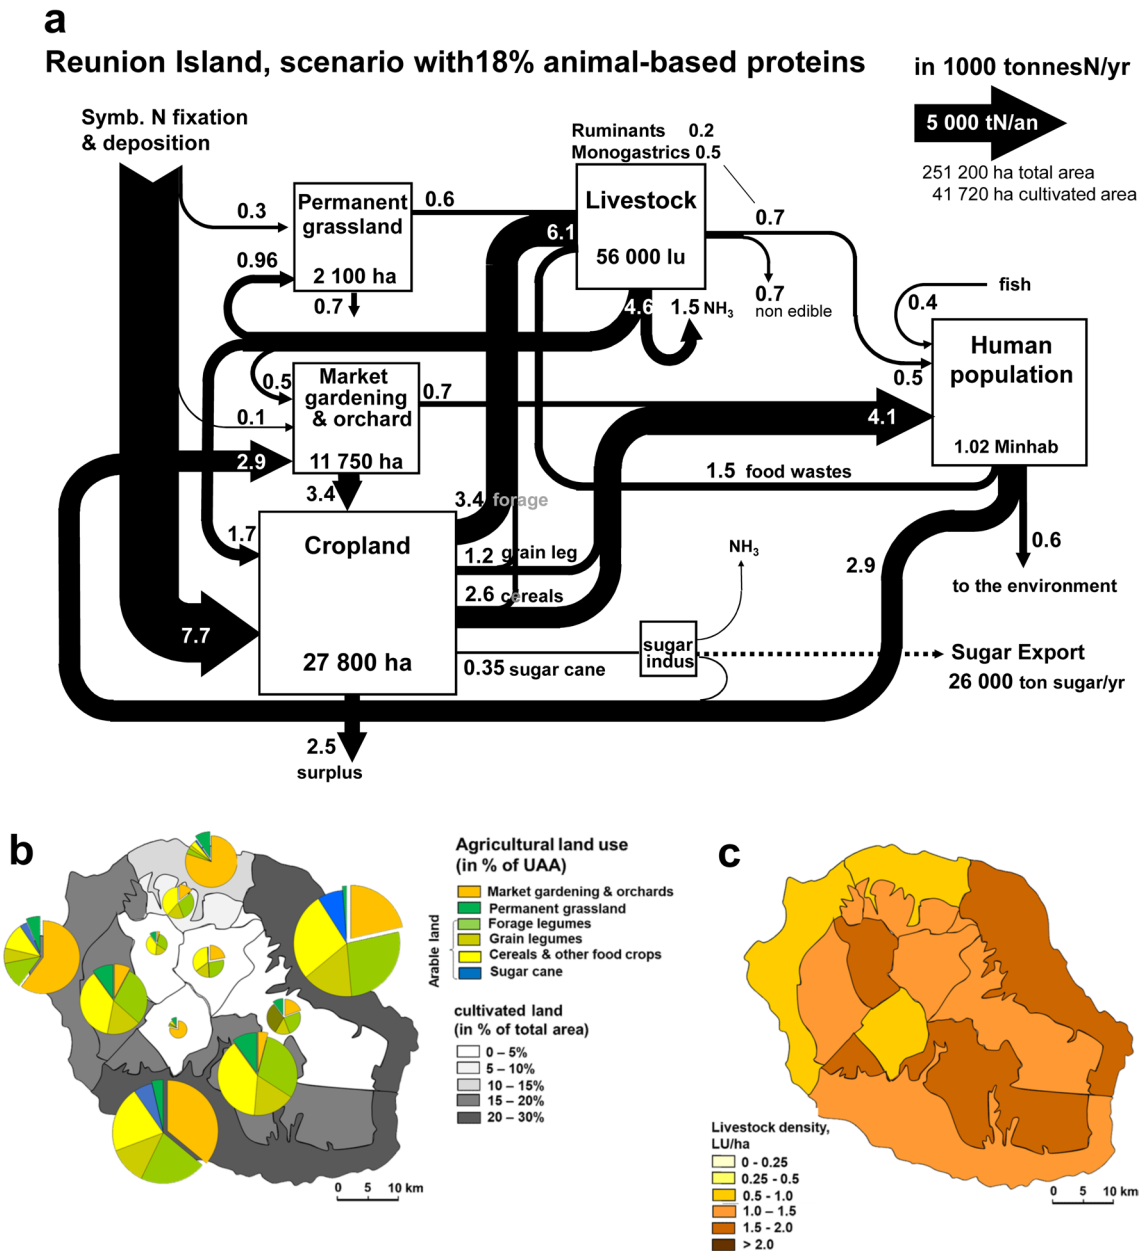 a
Reunion Island, scenario with18% animal-based proteins
in 1000 tonnesN/yr
5 000 tN/an
251 200 ha total area
41 720 ha cultivated area
Symb. N fixation
& deposition
Ruminants 0.2
Monogastrics 0.5
Permanent
grassland
2 100 ha
0.3
0.96
0.7
0.6
6.1
Livestock
56 000 lu
0.7
0.7
non edible
4.6
1.5 NH3
fish
0.4
0.5
Human
population
1.02 Minhab
Market
gardening
& orchard
11 750 ha
0.5
0.1
2.9
0.7
4.1
1.5 food wastes
3.4
3.4 forage
1.7
Cropland
27 800 ha
7.7
1.2 grain leg
2.6 cereals
0.35 sugar cane
NH3
sugar
indus
2.9
0.6
to the environment
Sugar Export
26 000 ton sugar/yr
2.5
surplus
b
Agricultural land use
(in % of UAA)
Market gardening & orchards
Permanent grassland
Arable land
Forage legumes
Grain legumes
Cereals & other food crops
Sugar cane
cultivated land
(in % of total area)
0 – 5%
5 – 10%
10 – 15%
15 – 20%
20 – 30%
0 5 10 km
c
Livestock density,
LU/ha
0 - 0.25
0.25 - 0.5
0.5 - 1.0
1.0 – 1.5
1.5 - 2.0
> 2.0
0 5 10 km